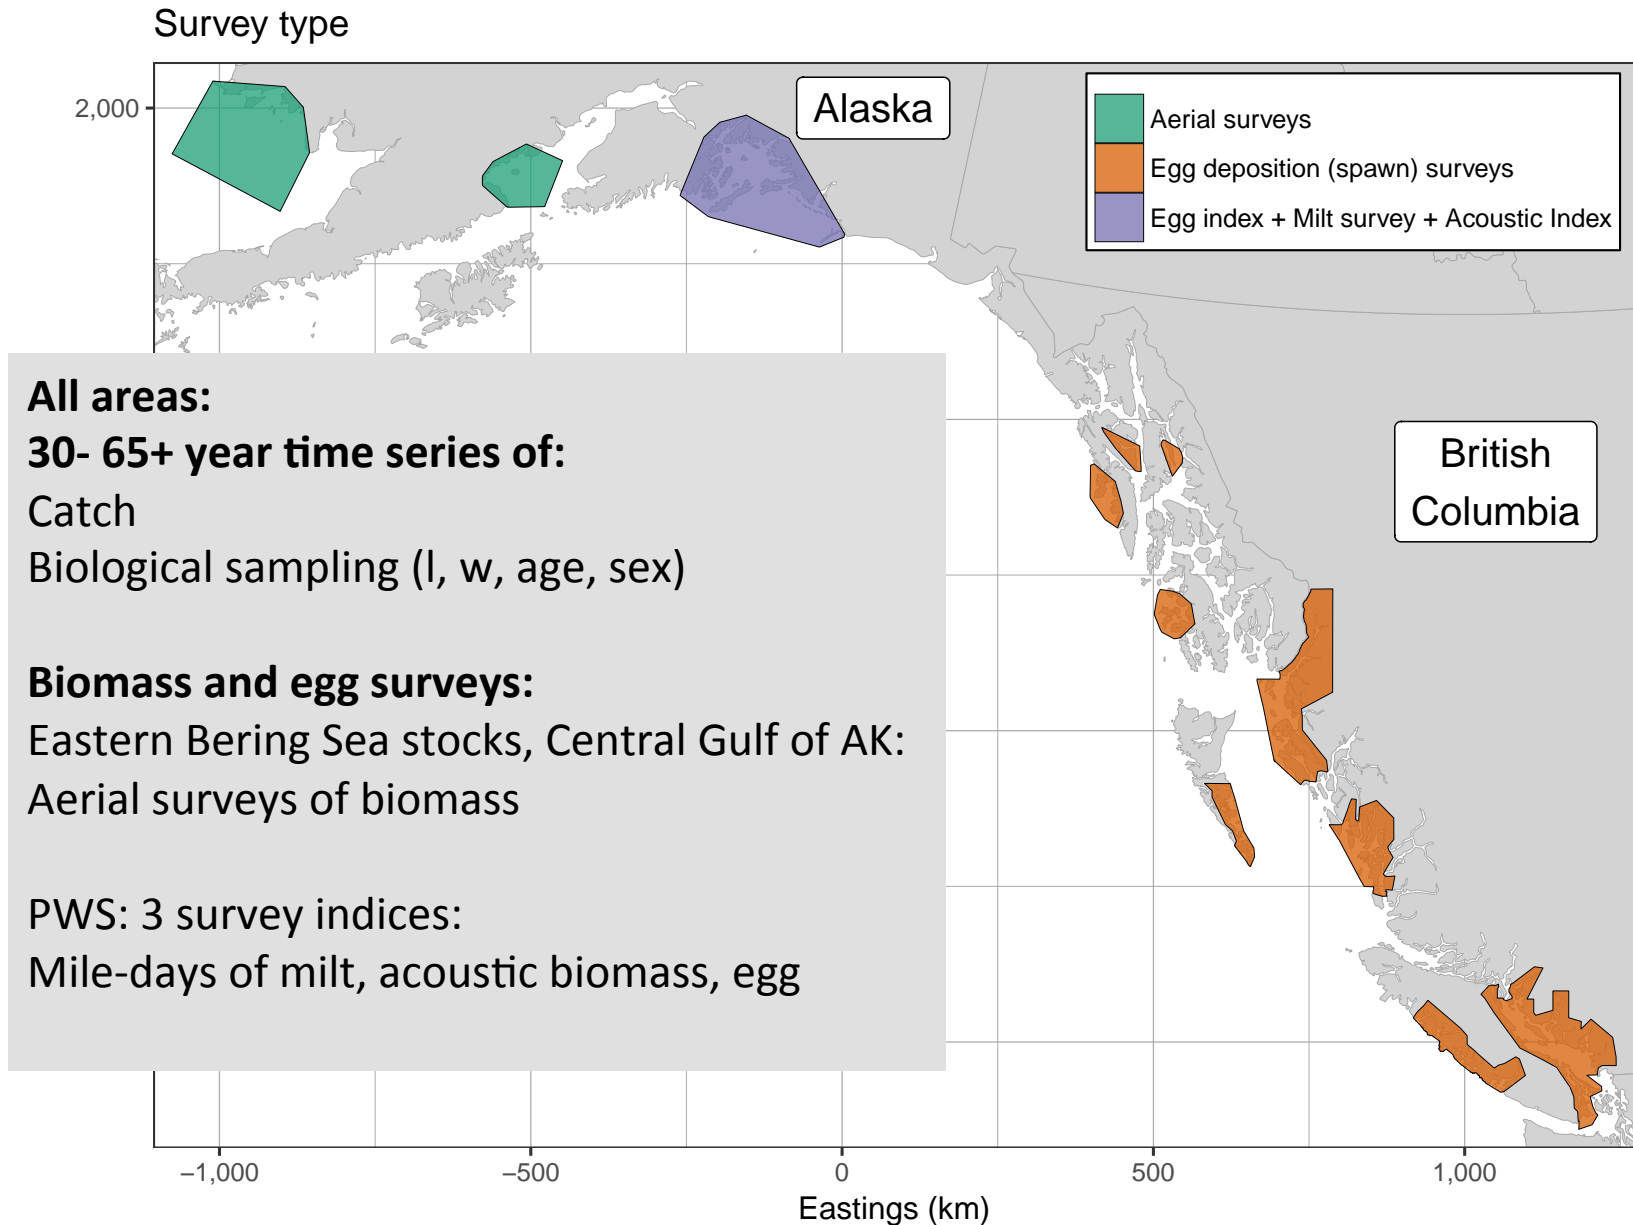 Survey type
2,000
Alaska
Aerial surveys
Egg deposition (spawn) surveys
Egg index + Milt survey + Acoustic Index
All areas:
30- 65+ year time series of:
Catch
Biological sampling (l, w, age, sex)
Biomass and egg surveys:
Eastern Bering Sea stocks, Central Gulf of AK:
Aerial surveys of biomass
PWS: 3 survey indices:
Mile-days of milt, acoustic biomass, egg
British
Columbia
−1,000
−500
0
500
1,000
Eastings (km)